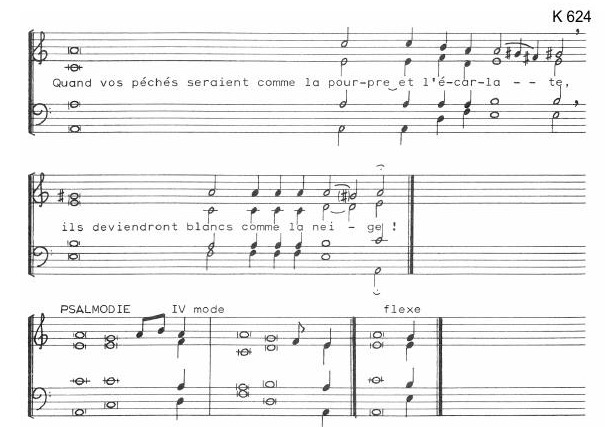 K 624
Quand vos péchés seraient comme la pour-pre‿et l'é-car-la - - te,
ils deviendront blancs comme la nei - ge !
PSALMODIE IV mode flexe